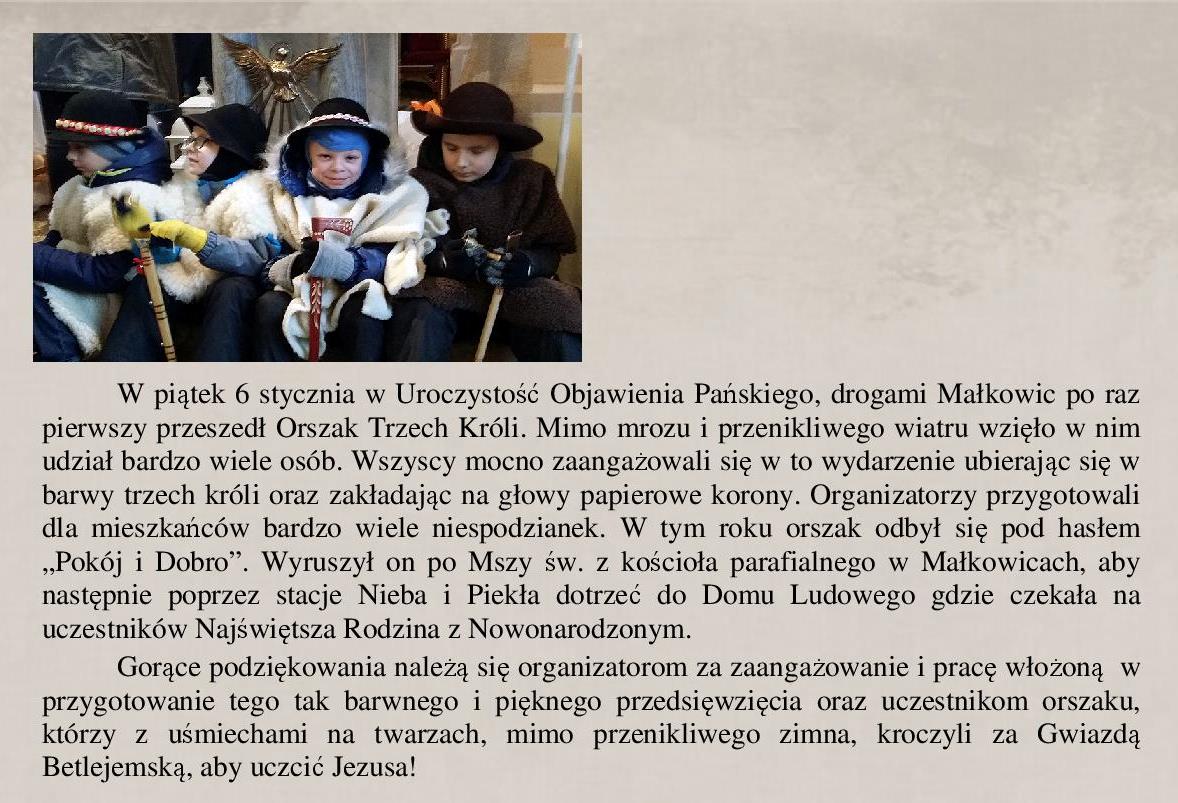 W piątek 6 stycznia w Uroczystość Objawienia Pańskiego, drogami Małkowic po raz
pierwszy przeszedł Orszak Trzech Króli. Mimo mrozu i przenikliwego wiatru wzięło w nim
udział bardzo wiele osób. Wszyscy mocno zaangażowali się w to wydarzenie ubierając się w
barwy trzech króli oraz zakładając na głowy papierowe korony. Organizatorzy przygotowali
dla mieszkańców bardzo wiele niespodzianek. W tym roku orszak odbył się pod hasłem
„Pokój i Dobro”. Wyruszył on po Mszy św. z kościoła parafialnego w Małkowicach, aby
następnie poprzez stacje Nieba i Piekła dotrzeć do Domu Ludowego gdzie czekała na
uczestników Najświętsza Rodzina z Nowonarodzonym.
Gorące podziękowania należą się organizatorom za zaangażowanie i pracę włożoną w
przygotowanie tego tak barwnego i pięknego przedsięwzięcia oraz uczestnikom orszaku,
którzy z uśmiechami na twarzach, mimo przenikliwego zimna, kroczyli za Gwiazdą
Betlejemską, aby uczcić Jezusa!